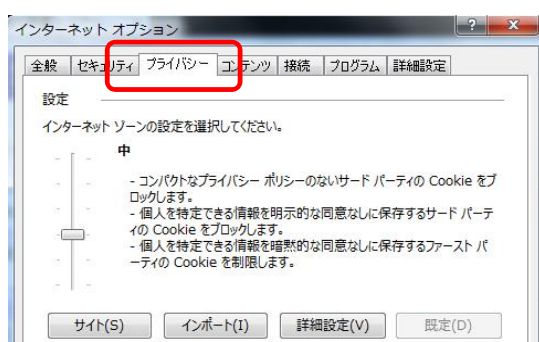 インターネット オプション
全般 セキュリティ プライバシー コンテンツ 接続 プログラム 詳細設定
設定
インターネット ゾーンの設定を選択してください。
中
- コンパクトなプライバシー ポリシーのないサード パーティの Cookie をブ
ロックします。
- 個人を特定できる情報を明示的な同意なしに保存するサード パーテ
ィの Cookie をブロックします。
- 個人を特定できる情報を暗黙的な同意なしに保存するファースト パ
ーティの Cookie を制限します。
サイト(S) インポート(I) 詳細設定(V) 既定(D)